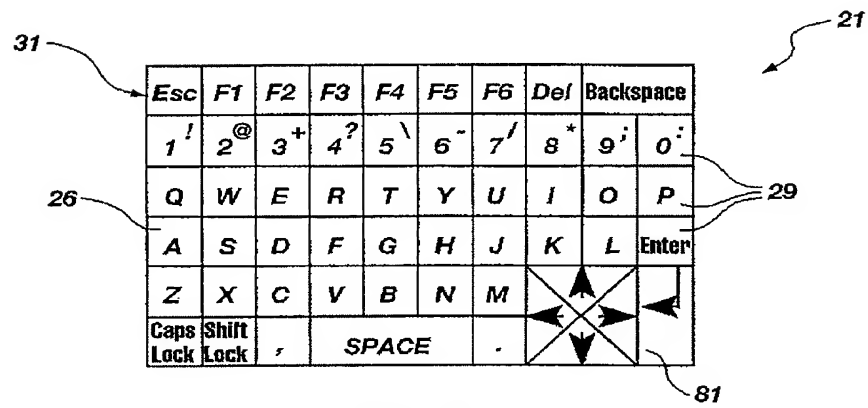 21
31
Esc F1 F2 F3 F4 F5 F6 Del Backspace
1! 2@ 3+ 4? 5\ 6~ 7/ 8* 9; 0:
26 Q W E R T Y U I O P 29
A S D F G H J K L Enter
Z X C V B N M
Caps Lock Shift Lock , SPACE .
81